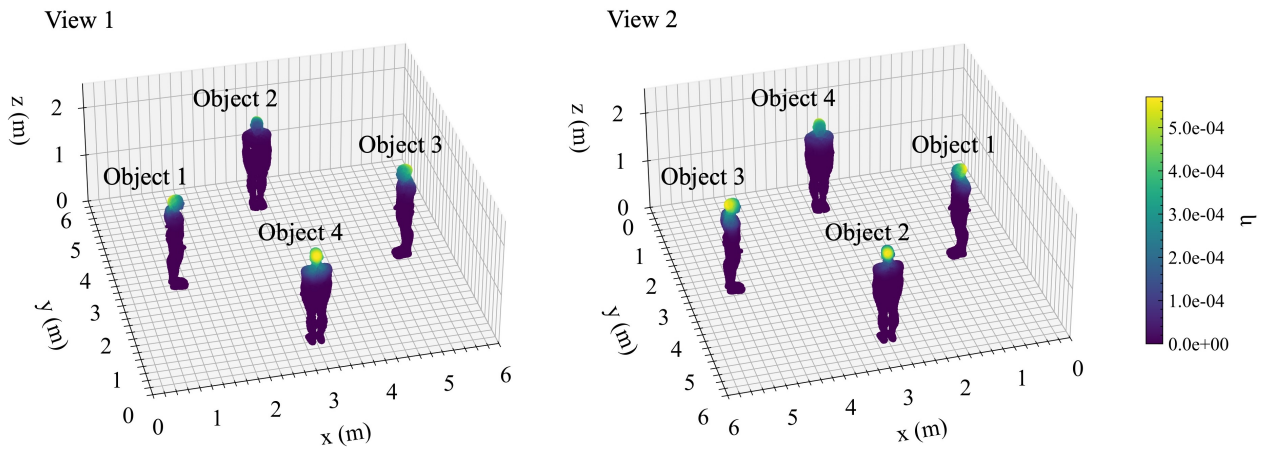 View 1
View 2
Object 2
Object 3
Object 1
Object 4
z (m)
2
1
0
6
5
4
3
2
1
0
y (m)
0
1
2
3
4
5
6
x (m)
Object 4
Object 1
Object 3
Object 2
z (m)
2
1
0
0
1
2
3
4
5
6
y (m)
6
5
4
3
2
1
0
x (m)
5.0e-04
4.0e-04
3.0e-04
2.0e-04
1.0e-04
0.0e+00